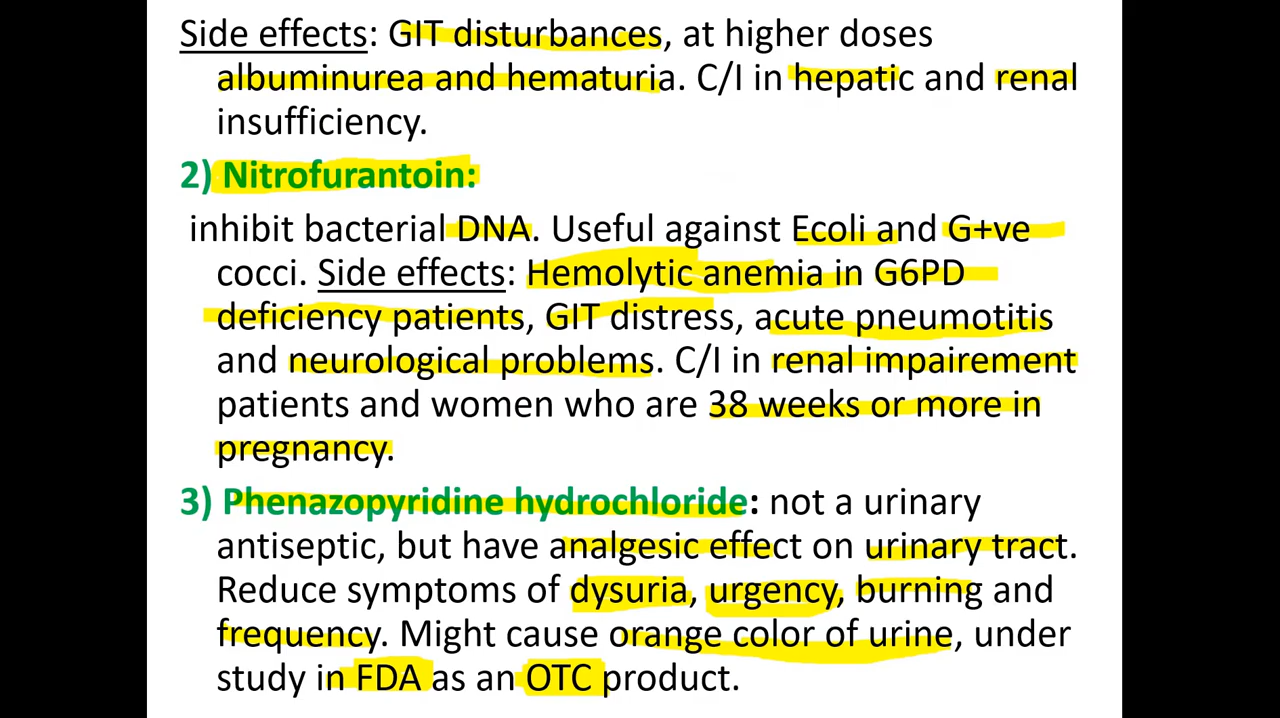 Side effects: GIT disturbances, at higher doses
albuminurea and hematuria. C/I in hepatic and renal
insufficiency.
2) Nitrofurantoin:
inhibit bacterial DNA. Useful against Ecoli and G+ve
cocci. Side effects: Hemolytic anemia in G6PD
deficiency patients, GIT distress, acute pneumotitis
and neurological problems. C/I in renal impairement
patients and women who are 38 weeks or more in
pregnancy.
3) Phenazopyridine hydrochloride: not a urinary
antiseptic, but have analgesic effect on urinary tract.
Reduce symptoms of dysuria, urgency, burning and
frequency. Might cause orange color of urine, under
study in FDA as an OTC product.